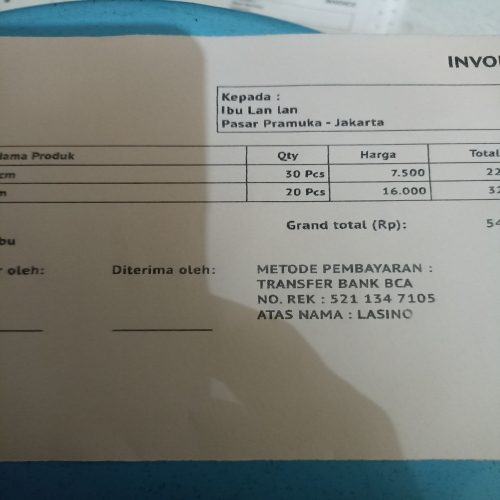 INVO
Kepada :
Ibu Lan lan
Pasar Pramuka - Jakarta
Nama Produk Qty Harga Total
cm 30 Pcs 7.500 22
m 20 Pcs 16.000 32
Grand total (Rp): 54
bu
r oleh: Diterima oleh: METODE PEMBAYARAN :
TRANSFER BANK BCA
NO. REK : 521 134 7105
ATAS NAMA : LASINO